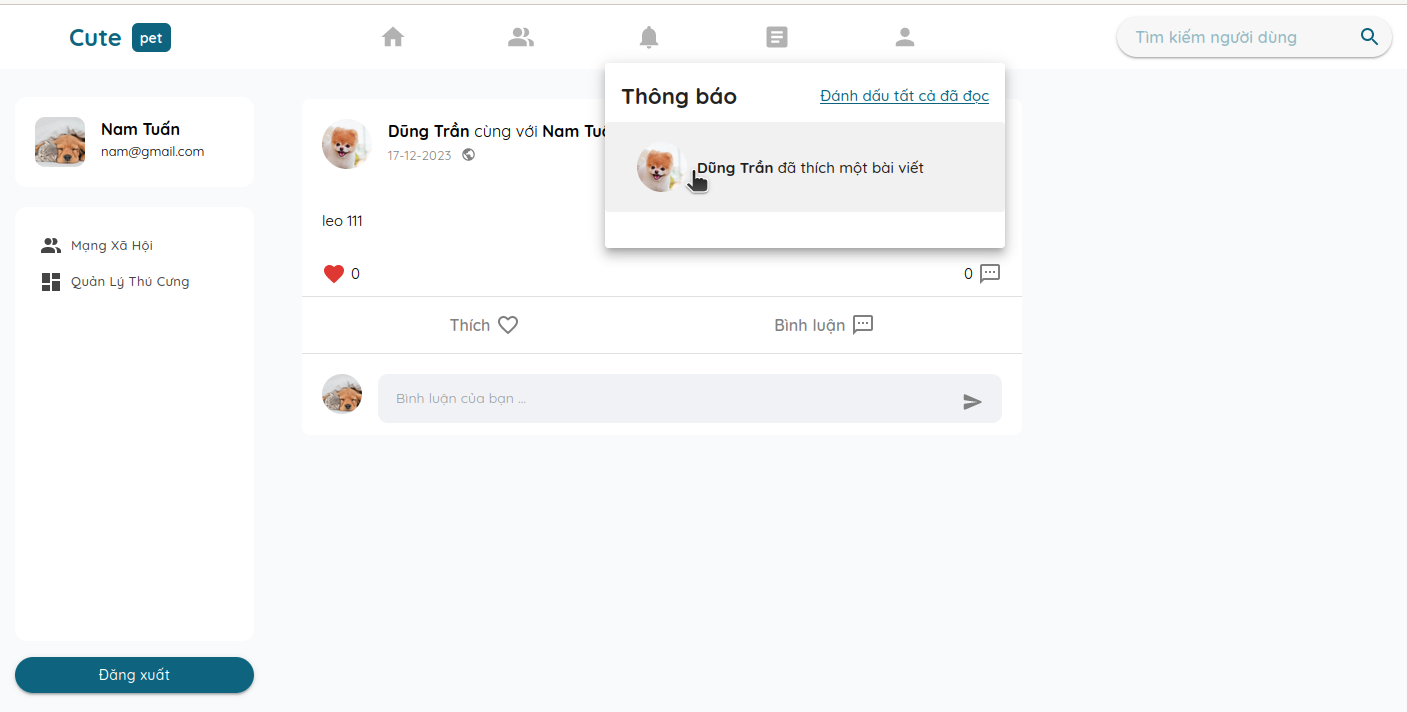 Cute pet
Tìm kiếm người dùng
Nam Tuấn
nam@gmail.com
Mạng Xã Hội
Quản Lý Thú Cưng
Đăng xuất
Dũng Trần cùng với Nam
17-12-2023
leo 111
0
0
Thích
Bình luận
Bình luận của bạn ...
Thông báo
Đánh dấu tất cả đã đọc
Dũng Trần đã thích một bài viết